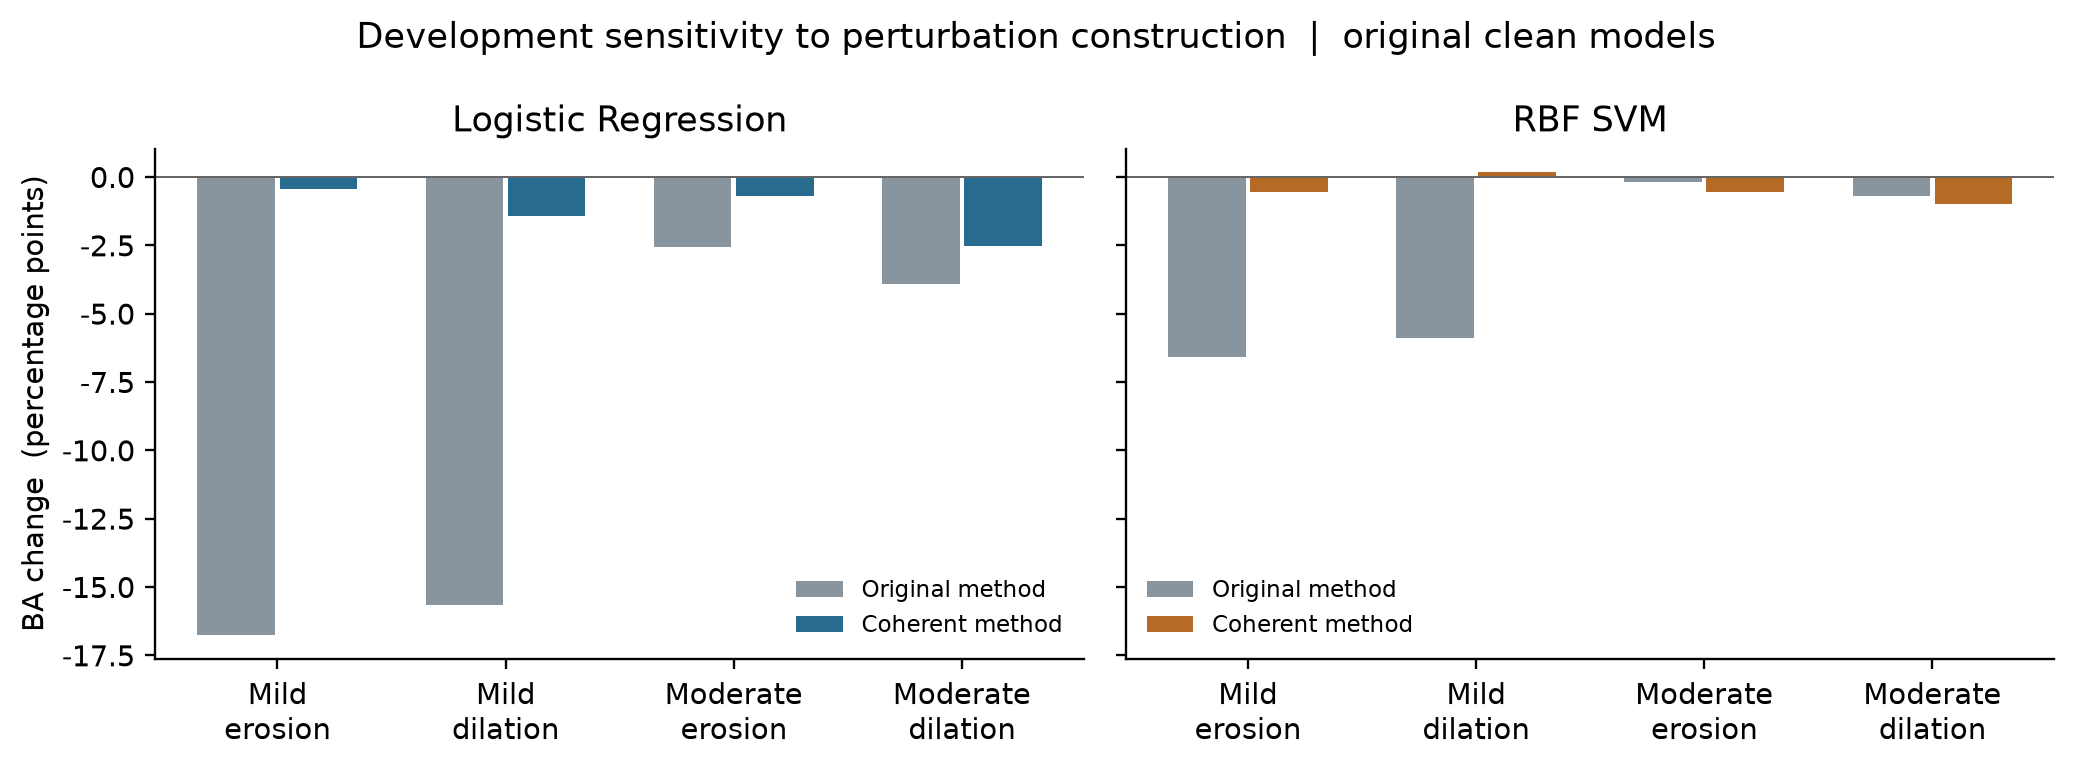 Development sensitivity to perturbation construction | original clean models
Logistic Regression
BA change (percentage points)
0.0
-2.5
-5.0
-7.5
-10.0
-12.5
-15.0
-17.5
Original method
Coherent method
Mild
erosion
Mild
dilation
Moderate
erosion
Moderate
dilation
RBF SVM
Original method
Coherent method
Mild
erosion
Mild
dilation
Moderate
erosion
Moderate
dilation